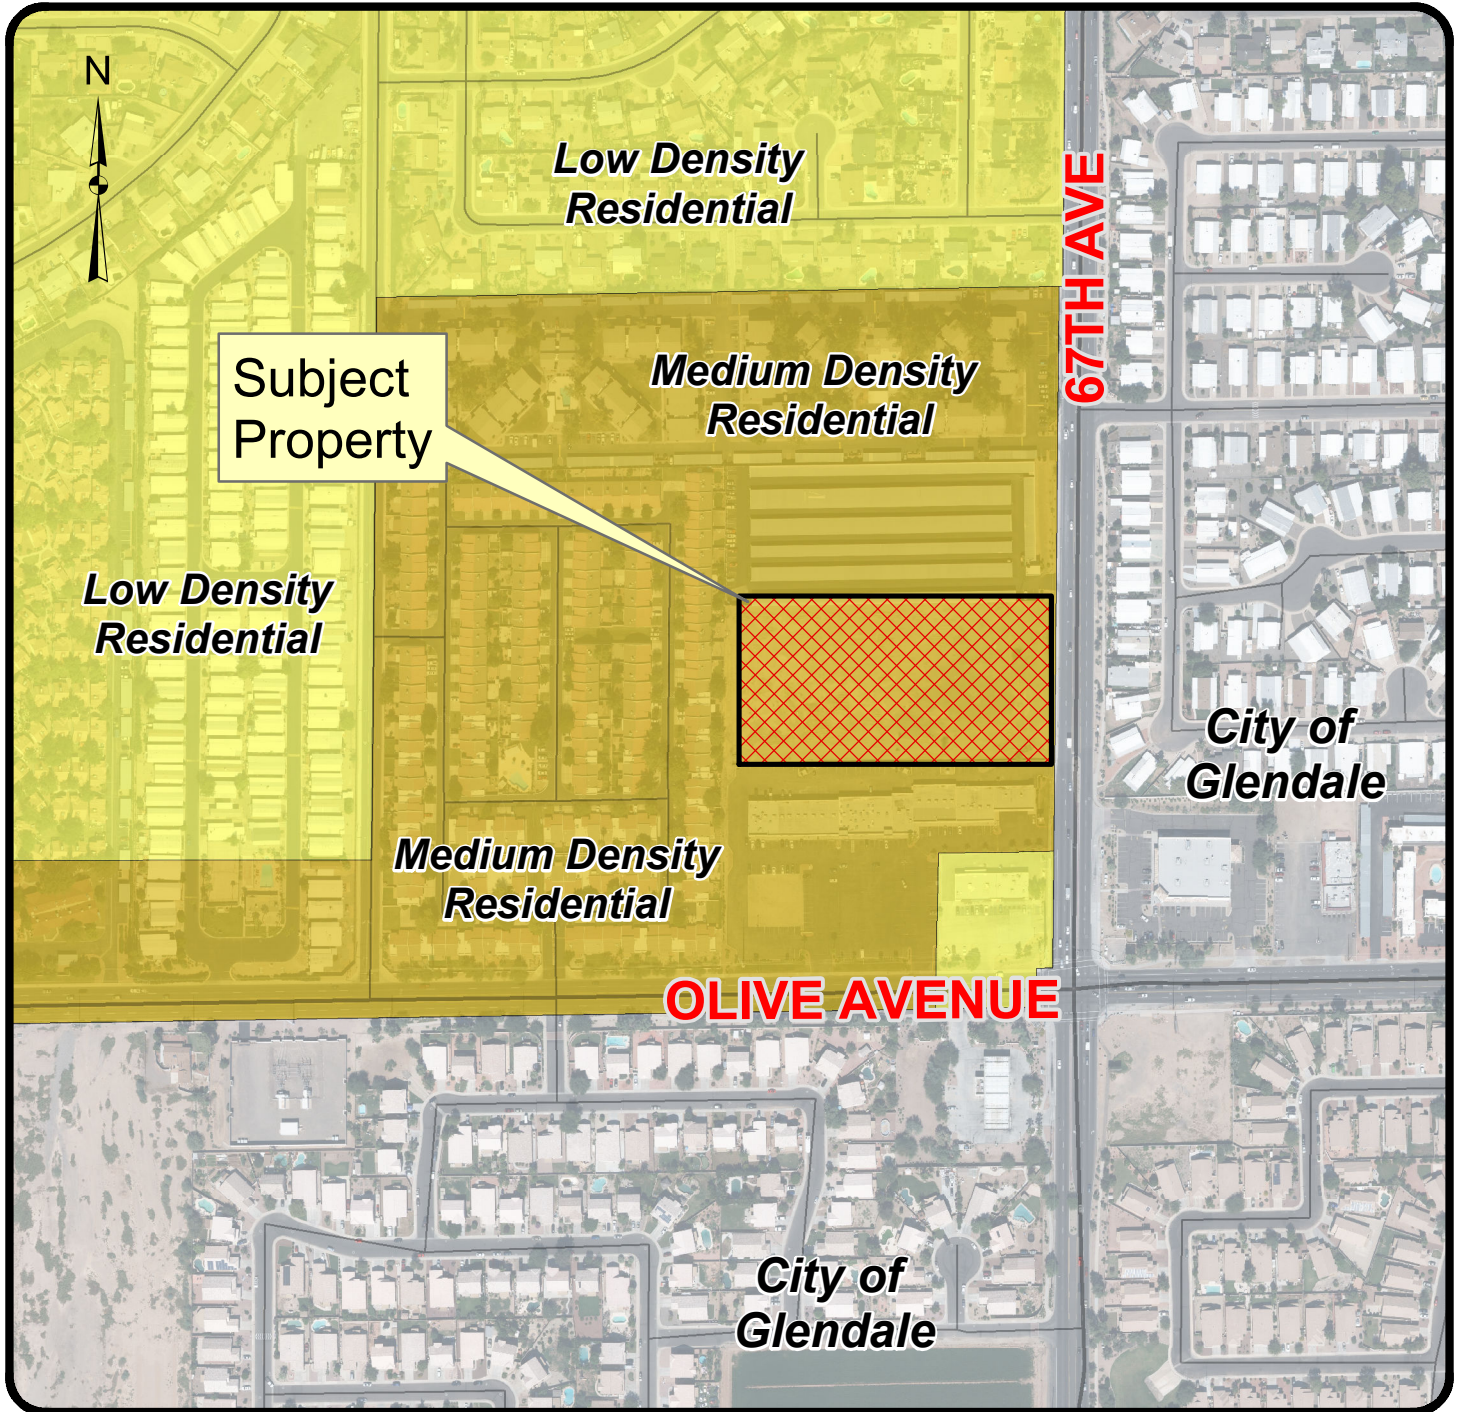 N
Low Density
Residential
67TH AVE
Subject
Property
Medium Density
Residential
Low Density
Residential
City of
Glendale
Medium Density
Residential
OLIVE AVENUE
City of
Glendale